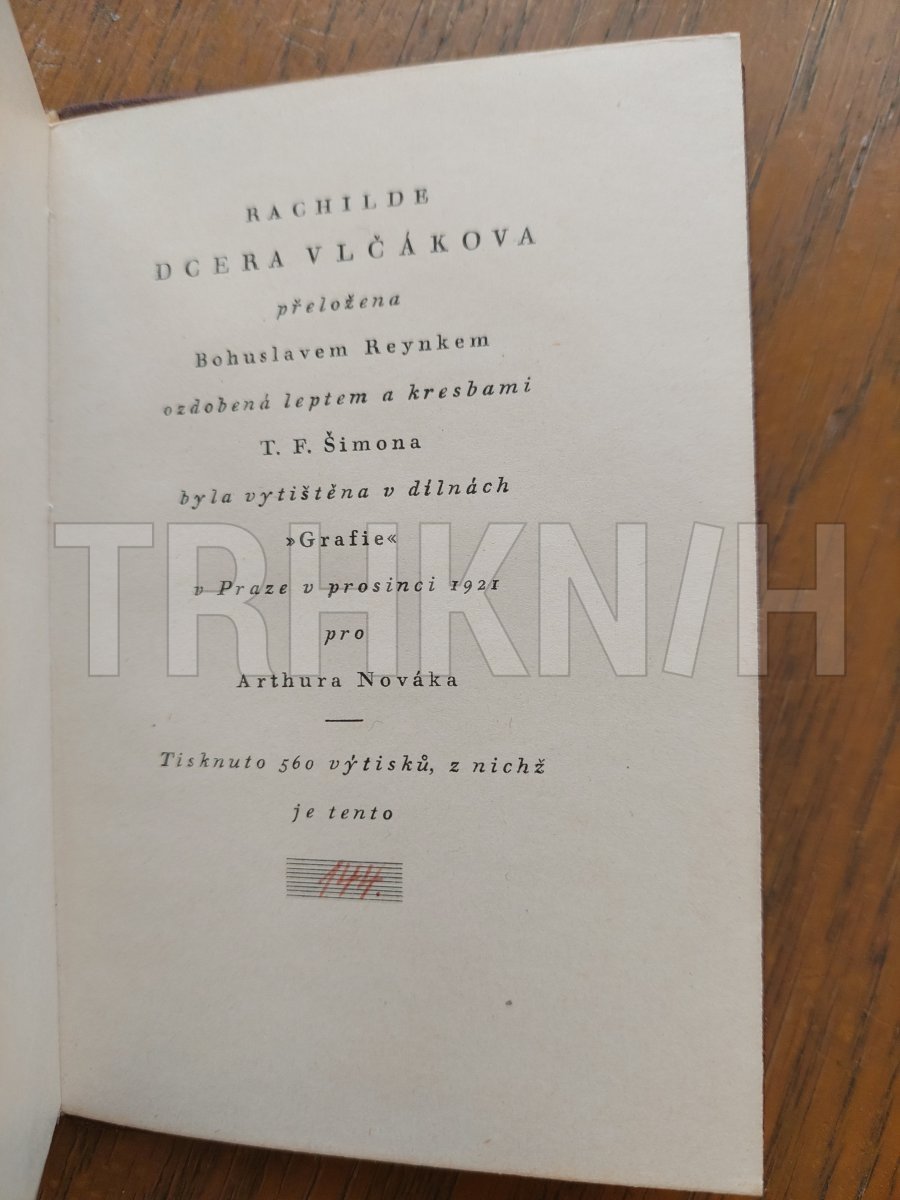 RACHILDE
DCERA VLČÁKOVA
přeložena
Bohuslavem Reynkem
ozdobená leptem a kresbami
T. F. Šimona
byla vytištěna v dílnách
»Grafie«
v Praze v prosinci 1921
pro
Arthura Nováka
Tisknuto 560 výtisků, z nichž
je tento
144.
TRHKNIH